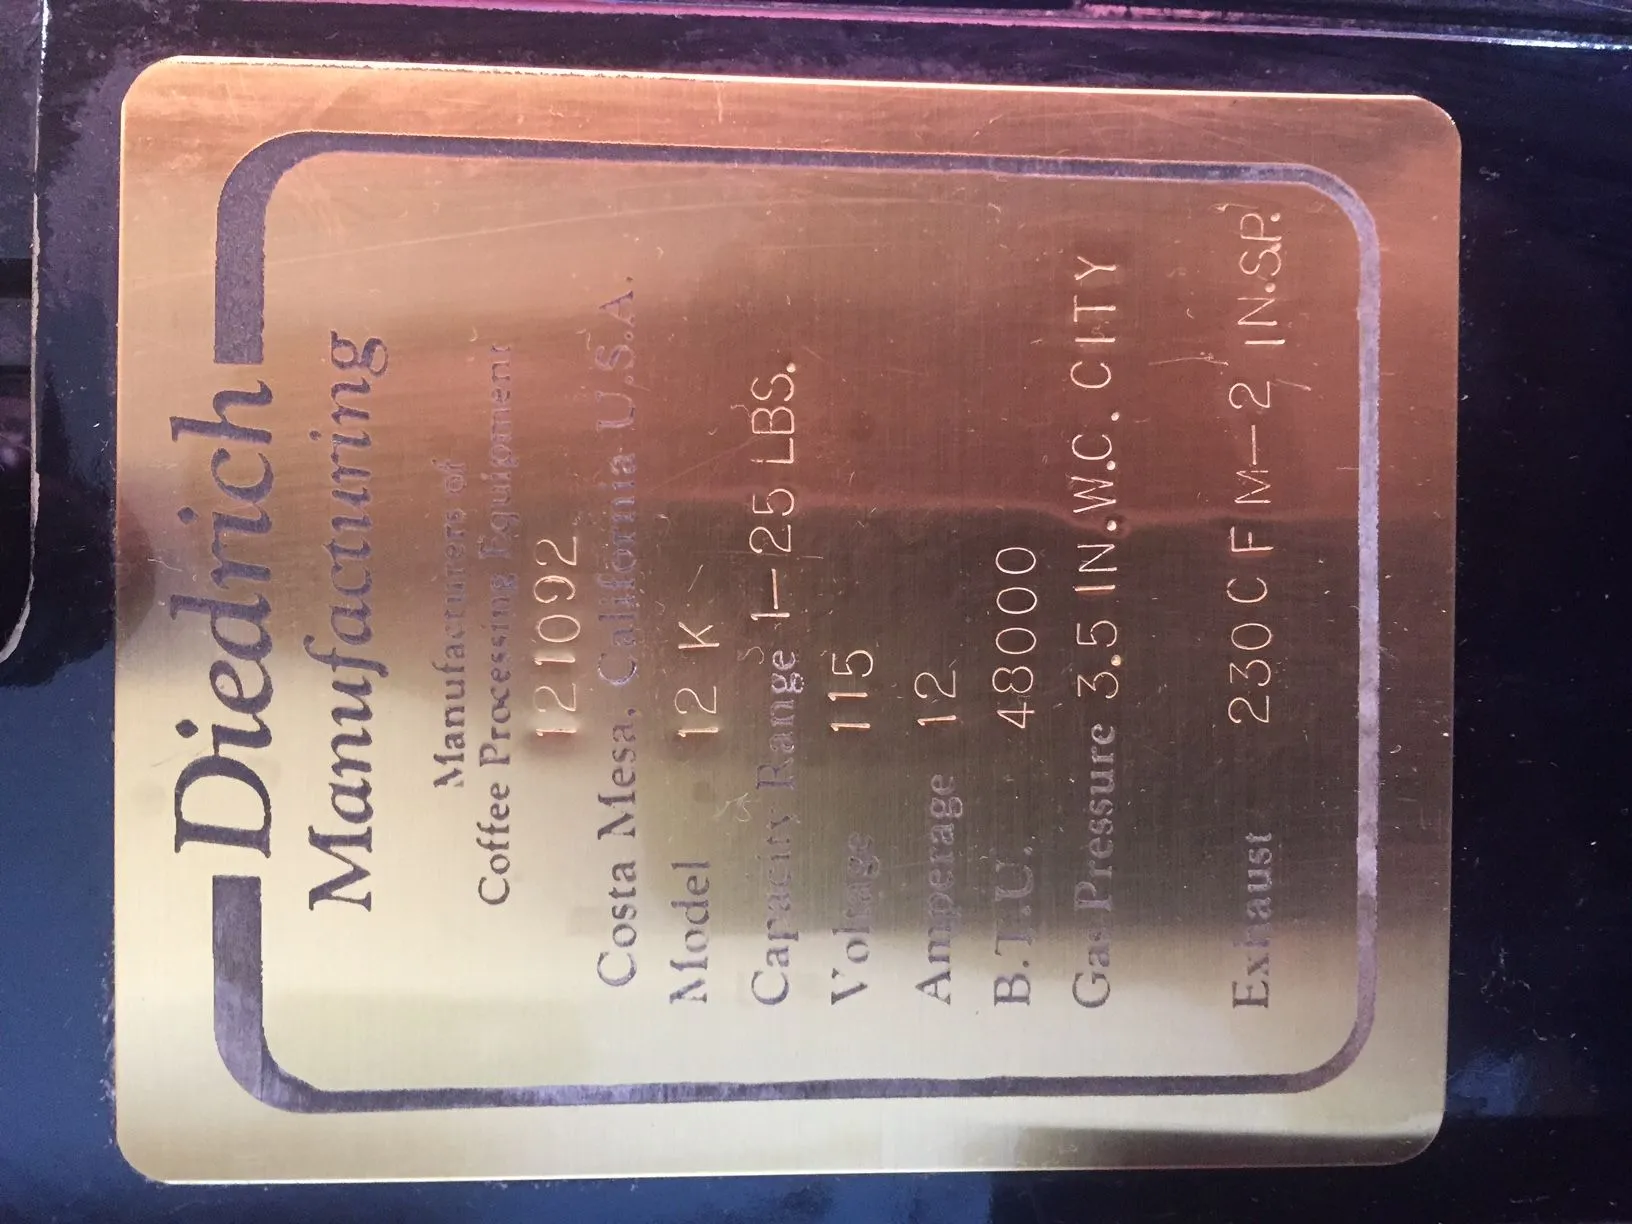 Diedrich
Manufacturing
Manufacturers of
Coffee Processing Equipment
121092
Costa Mesa, California U.S.A.
Model 12 K
Capacity Range 1-25 LBS.
Voltage 115
Amperage 12
B.T.U. 48000
Gas Pressure 3.5 IN.W.C. CITY
Exhaust 230 C F M-2 IN.S.P.